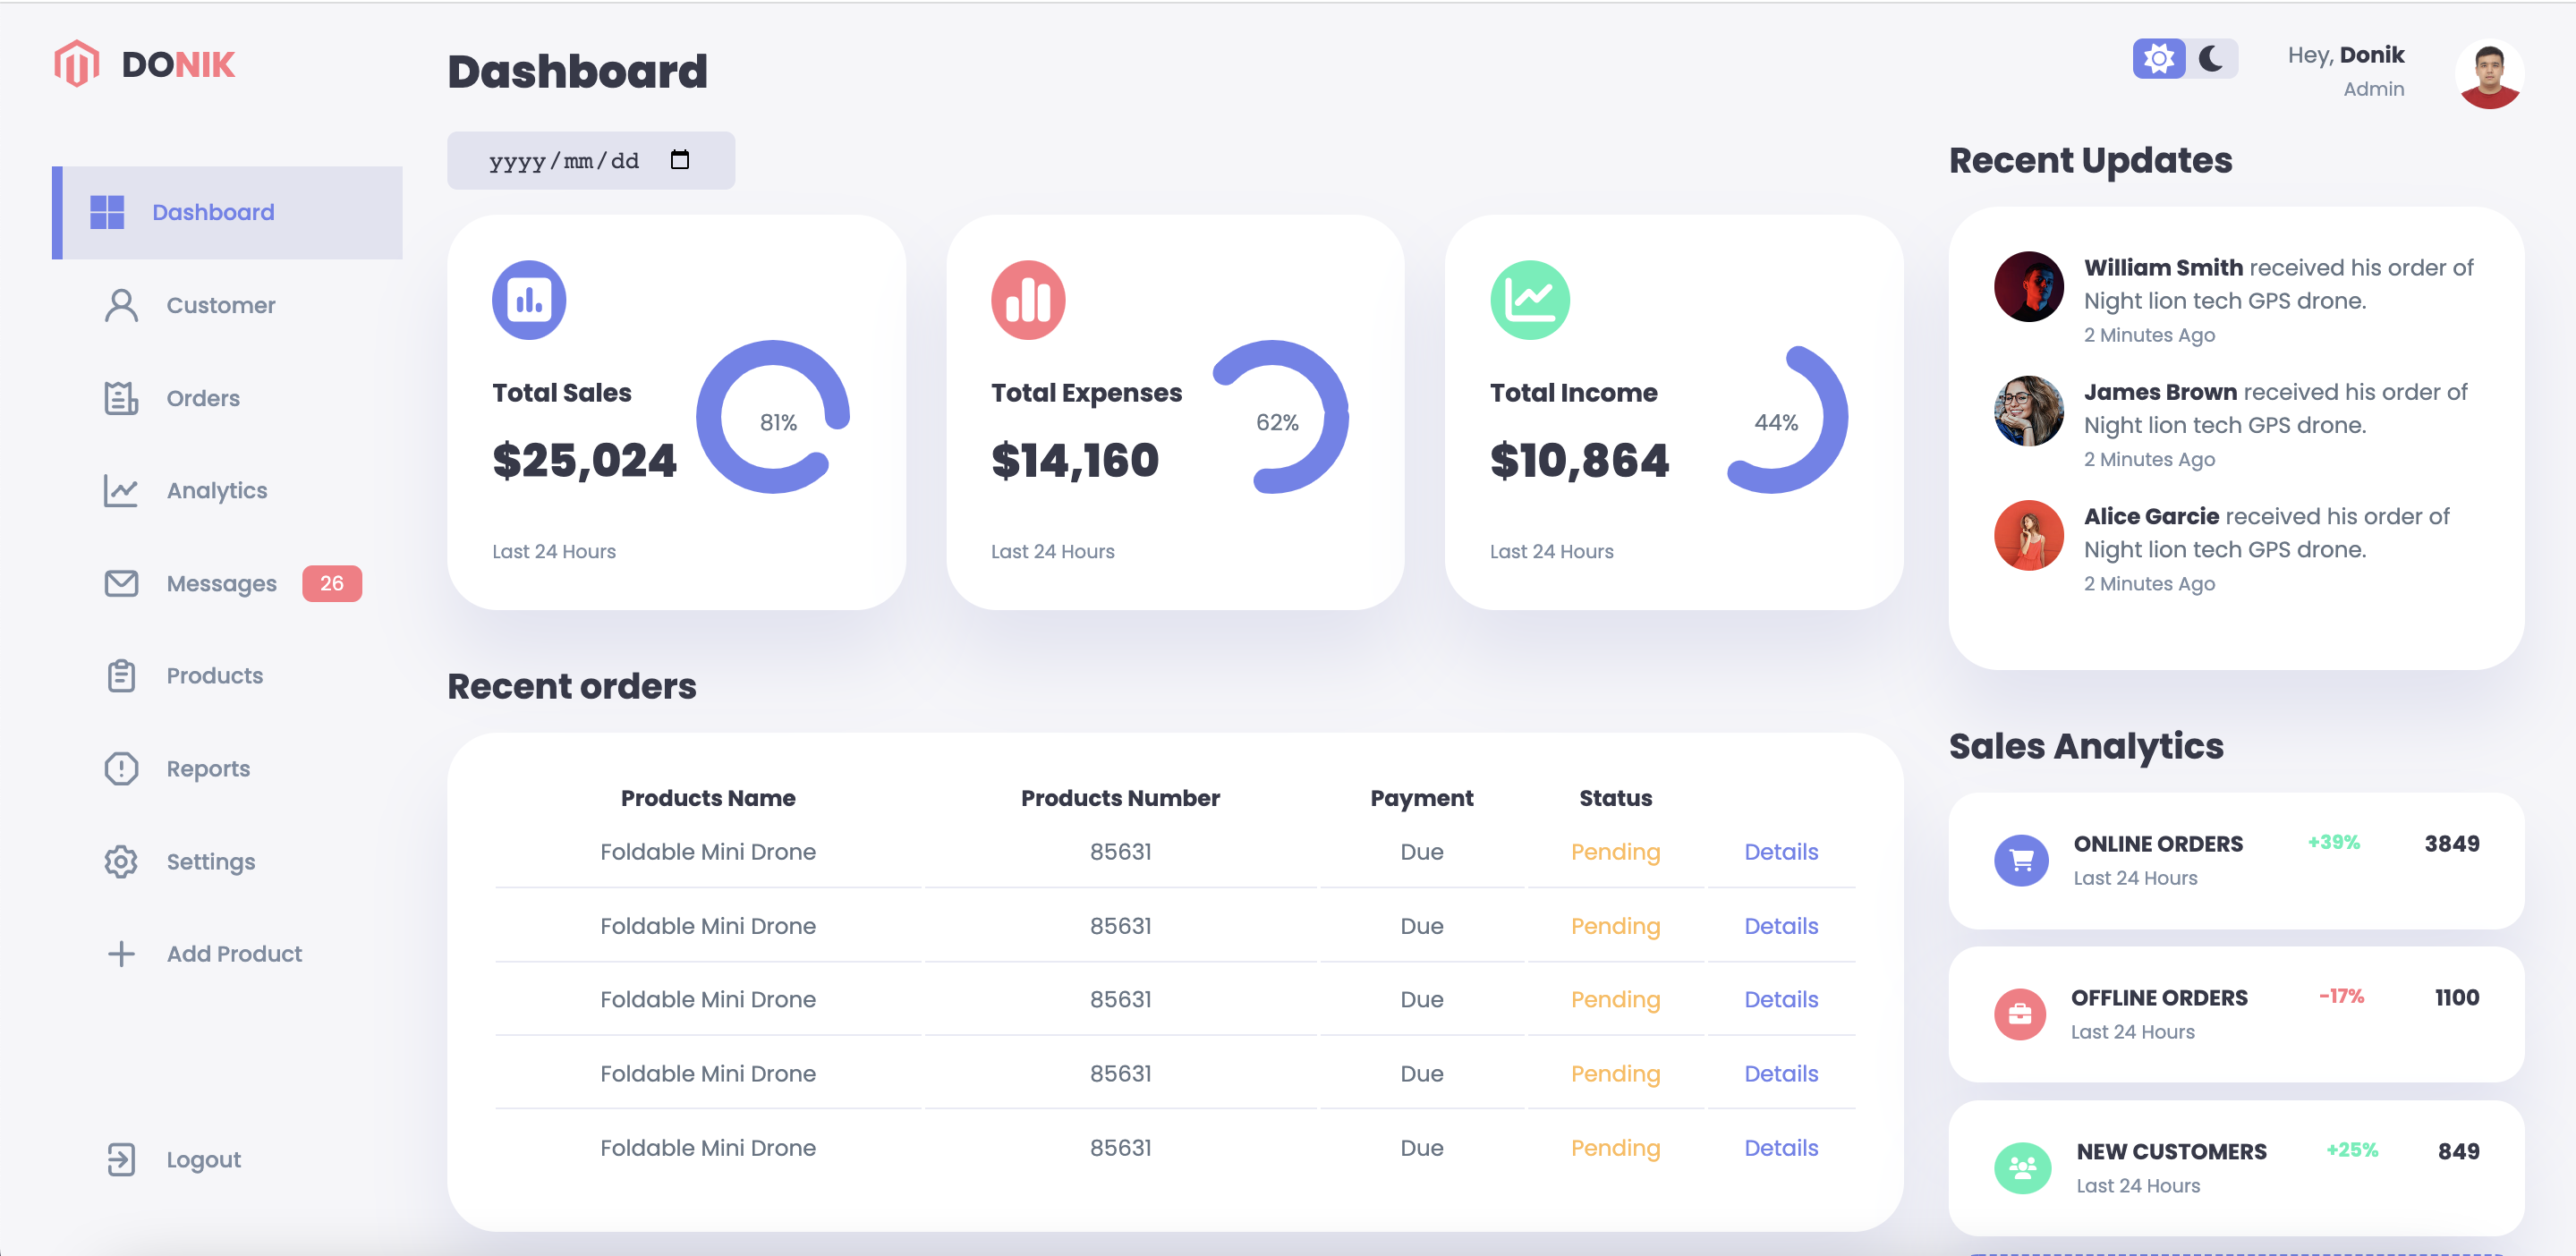 DONIK
Dashboard
Customer
Orders
Analytics
Messages 26
Products
Reports
Settings
Add Product
Logout
Dashboard
yyyy/mm/dd
Total Sales
$25,024
81%
Last 24 Hours
Total Expenses
$14,160
62%
Last 24 Hours
Total Income
$10,864
44%
Last 24 Hours
Recent orders
Products Name Products Number Payment Status
Foldable Mini Drone 85631 Due Pending Details
Foldable Mini Drone 85631 Due Pending Details
Foldable Mini Drone 85631 Due Pending Details
Foldable Mini Drone 85631 Due Pending Details
Foldable Mini Drone 85631 Due Pending Details
Hey, Donik
Admin
Recent Updates
William Smith received his order of
Night lion tech GPS drone.
2 Minutes Ago
James Brown received his order of
Night lion tech GPS drone.
2 Minutes Ago
Alice Garcie received his order of
Night lion tech GPS drone.
2 Minutes Ago
Sales Analytics
ONLINE ORDERS +39% 3849
Last 24 Hours
OFFLINE ORDERS -17% 1100
Last 24 Hours
NEW CUSTOMERS +25% 849
Last 24 Hours